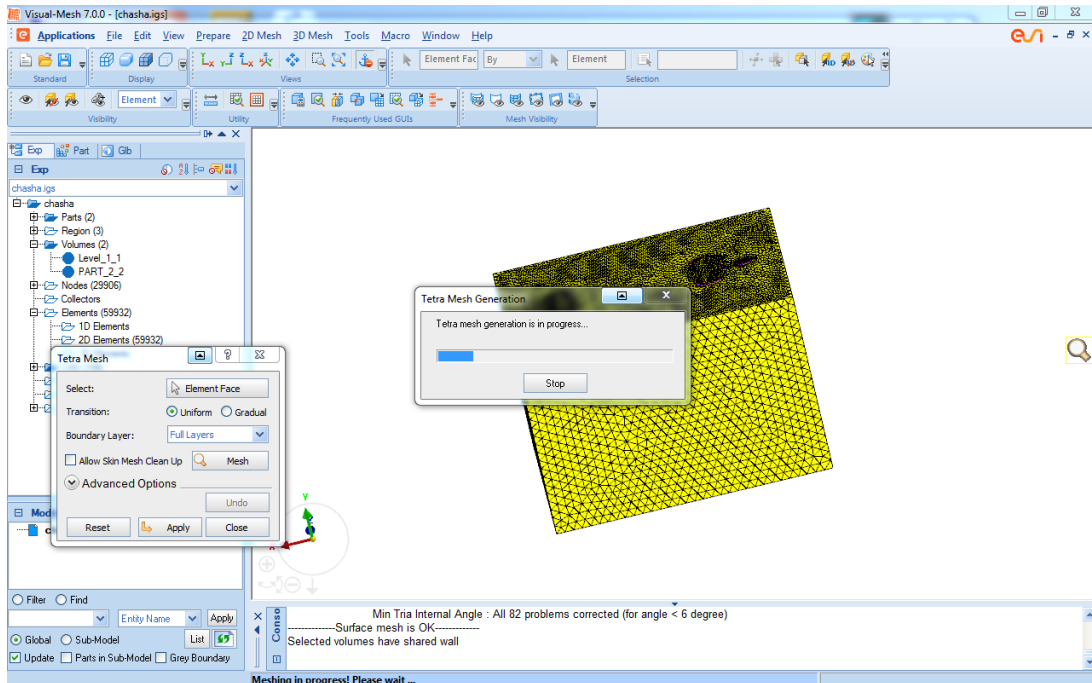 Visual-Mesh 7.0.0 - [chasha.igs]
Applications File Edit View Prepare 2D Mesh 3D Mesh Tools Macro Window Help
Element Fac By Element
Standard Display Views Selection
Element
Visibility Utility Frequently Used GUIs Mesh Visibility
Exp Part Glb
Exp
chasha.igs
chasha
Parts (2)
Region (3)
Volumes (2)
Level_1_1
PART_2_2
Nodes (29906)
Collectors
Elements (59932)
1D Elements
2D Elements (59932)
Tetra Mesh
Select: Element Face
Transition: Uniform Gradual
Boundary Layer: Full Layers
Allow Skin Mesh Clean Up Mesh
Advanced Options
Undo
Reset Apply Close
Tetra Mesh Generation
Tetra mesh generation is in progress...
Stop
Y
Filter Find
Entity Name Apply
Global Sub-Model List
Update Parts in Sub-Model Grey Boundary
Conso
Min Tria Internal Angle : All 82 problems corrected (for angle < 6 degree)
-------------Surface mesh is OK------------
Selected volumes have shared wall
Meshing in progress! Please wait ...